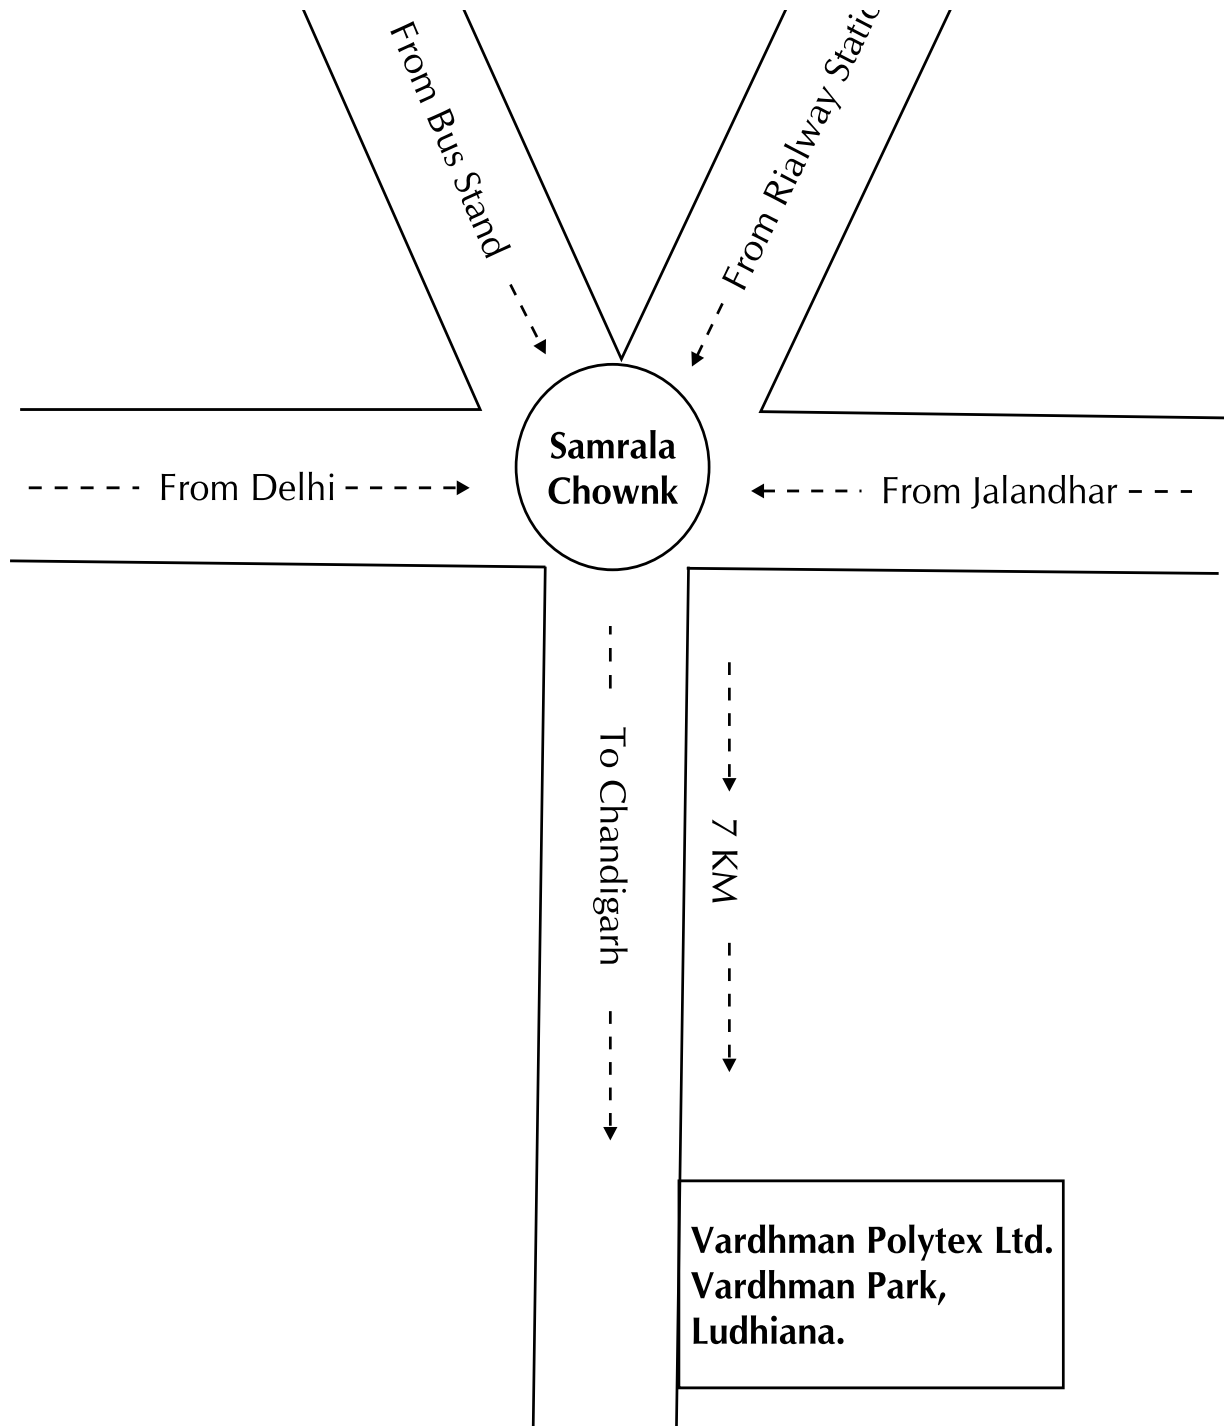 From Bus Stand
From Rialway Static
Samrala
Chownk
From Delhi
From Jalandhar
To Chandigarh
7 KM
Vardhman Polytex Ltd.
Vardhman Park,
Ludhiana.